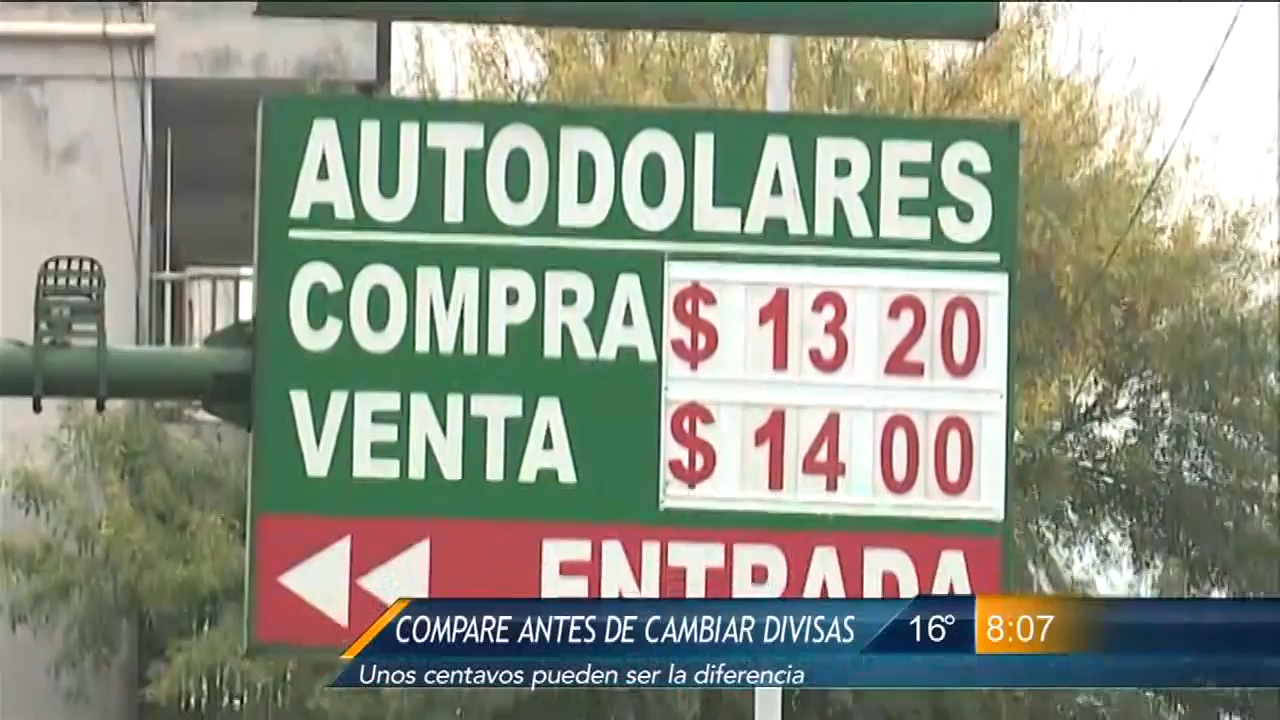 AUTODOLARES
COMPRA $ 13 20
VENTA $ 14 00
ENTRADA
COMPARE ANTES DE CAMBIAR DIVISAS 16° 8:07
Unos centavos pueden ser la diferencia